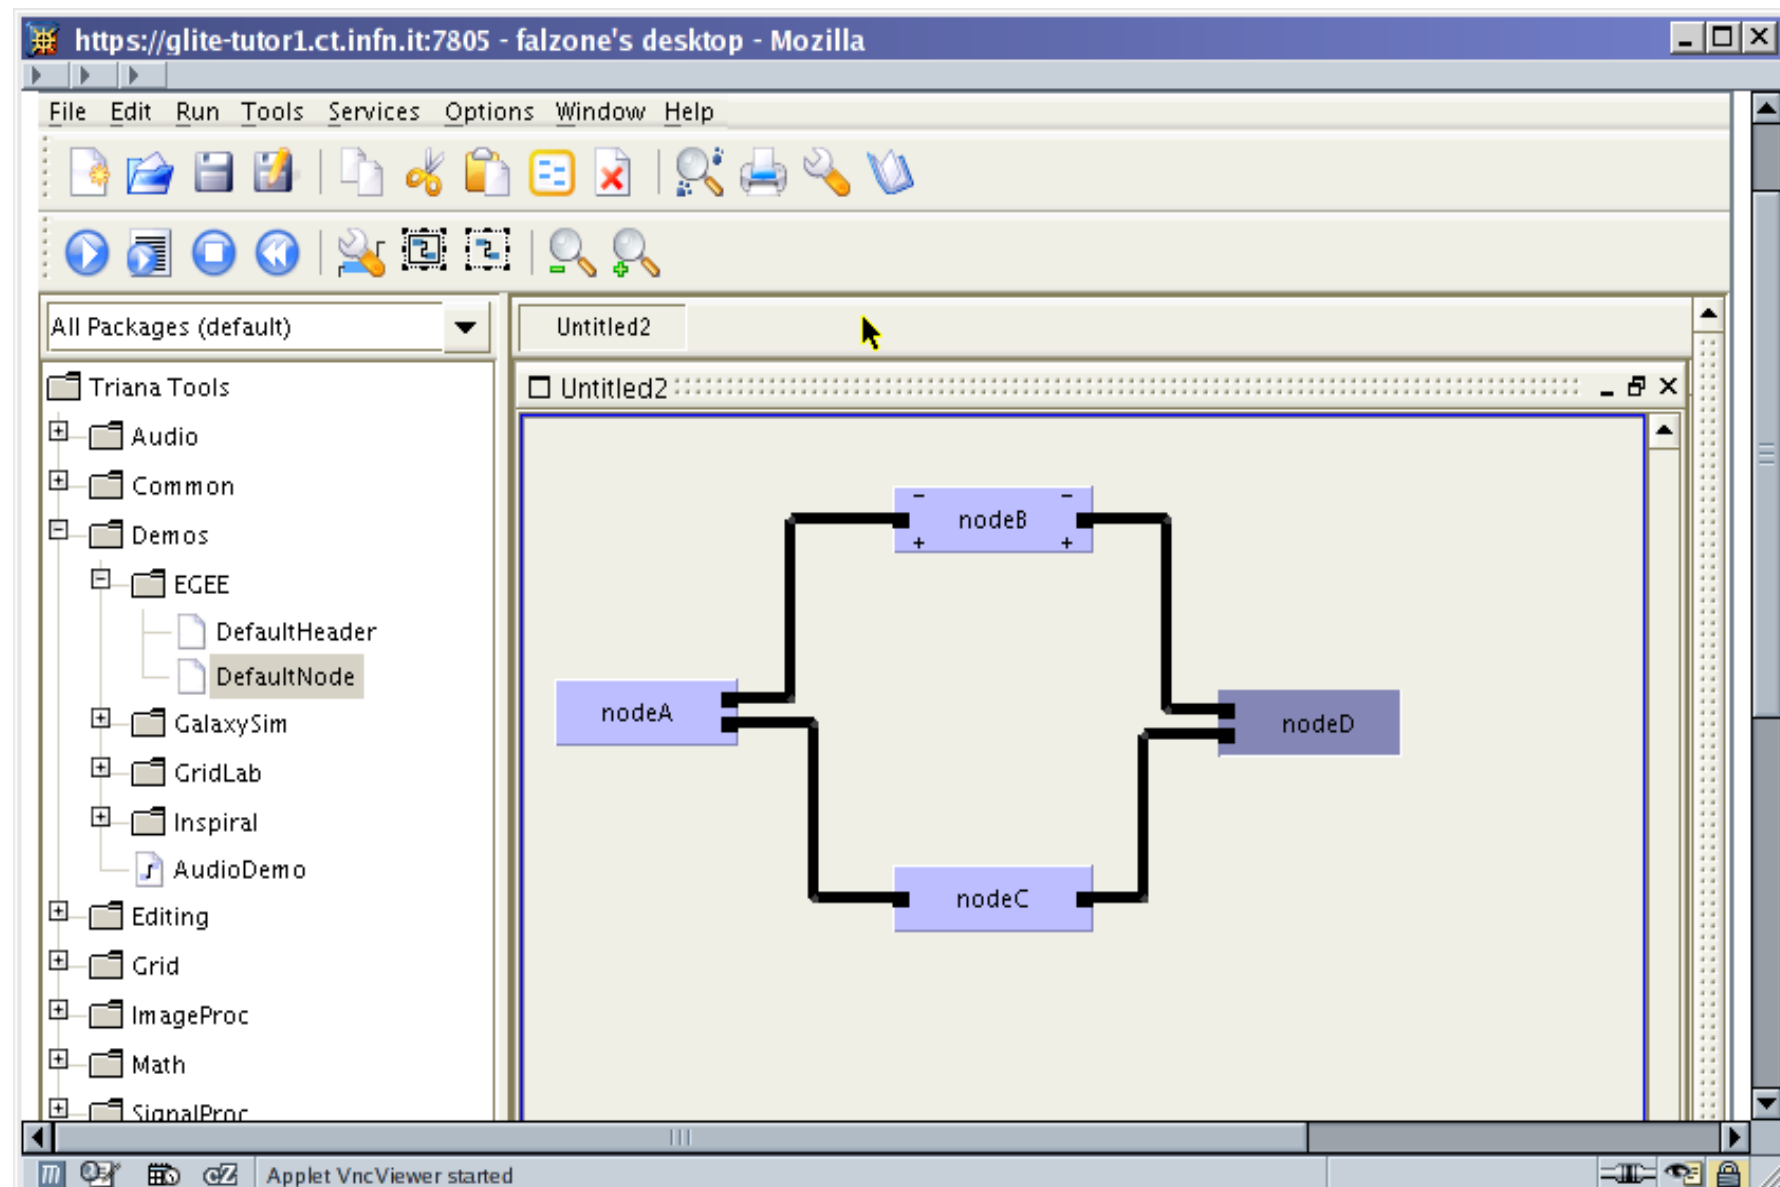 https://glite-tutor1.ct.infn.it:7805 - falzone's desktop - Mozilla
File Edit Run Tools Services Options Window Help
All Packages (default)
Untitled2
Triana Tools
Audio
Common
Demos
EGEE
DefaultHeader
DefaultNode
GalaxySim
GridLab
Inspiral
AudioDemo
Editing
Grid
ImageProc
Math
SignalProc
Untitled2
nodeB
nodeA
nodeD
nodeC
Applet VncViewer started